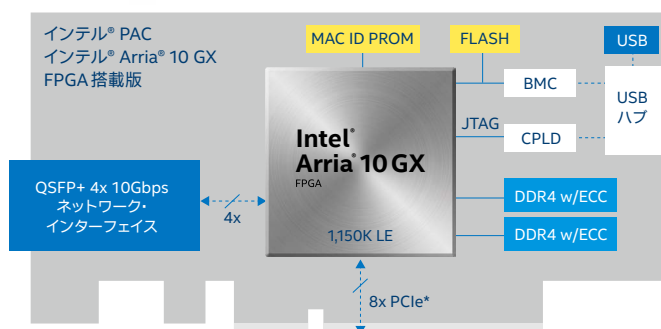 インテル® PAC
インテル® Arria® 10 GX
FPGA 搭載版
MAC ID PROM
FLASH
USB
BMC
USB
ハブ
JTAG
CPLD
Intel®
Arria® 10 GX
FPGA
1,150K LE
QSFP+ 4x 10Gbps
ネットワーク・
インターフェイス
4x
DDR4 w/ECC
DDR4 w/ECC
8x PCIe*